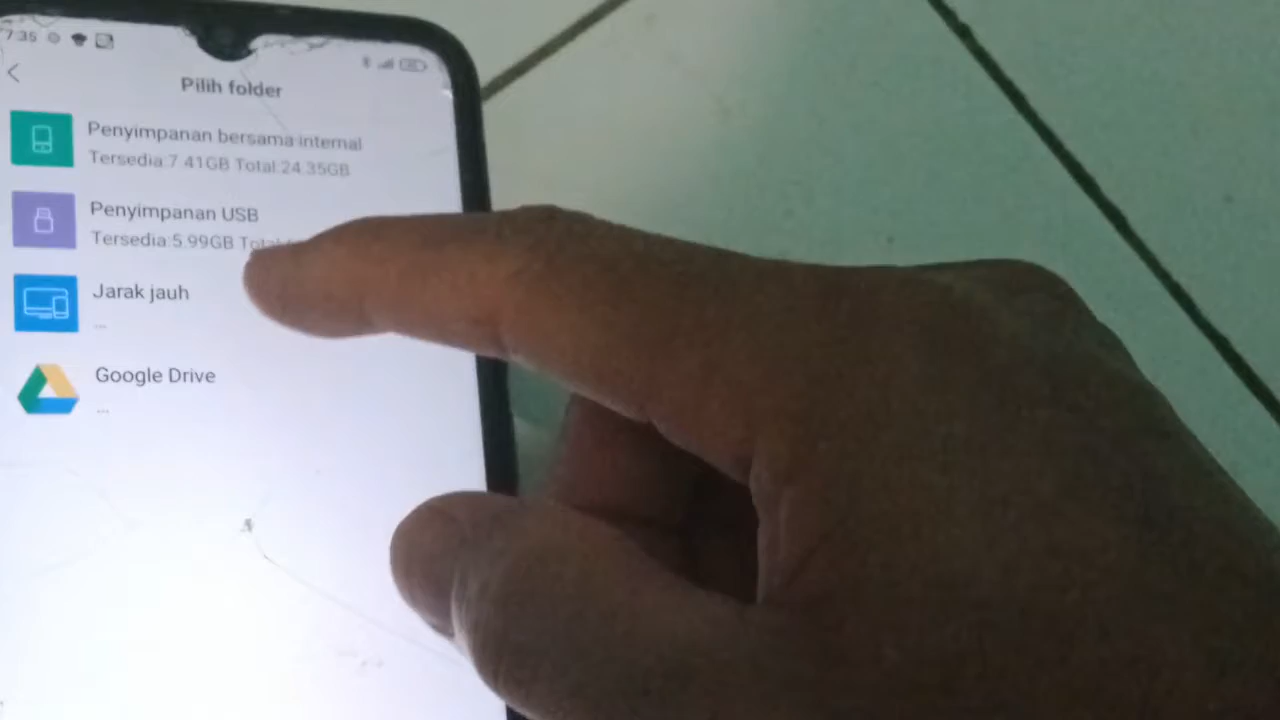 7:35
Pilih folder
Penyimpanan bersama internal
Tersedia:7.41GB Total:24.35GB
Penyimpanan USB
Tersedia:5.99GB Total
Jarak jauh
...
Google Drive
...